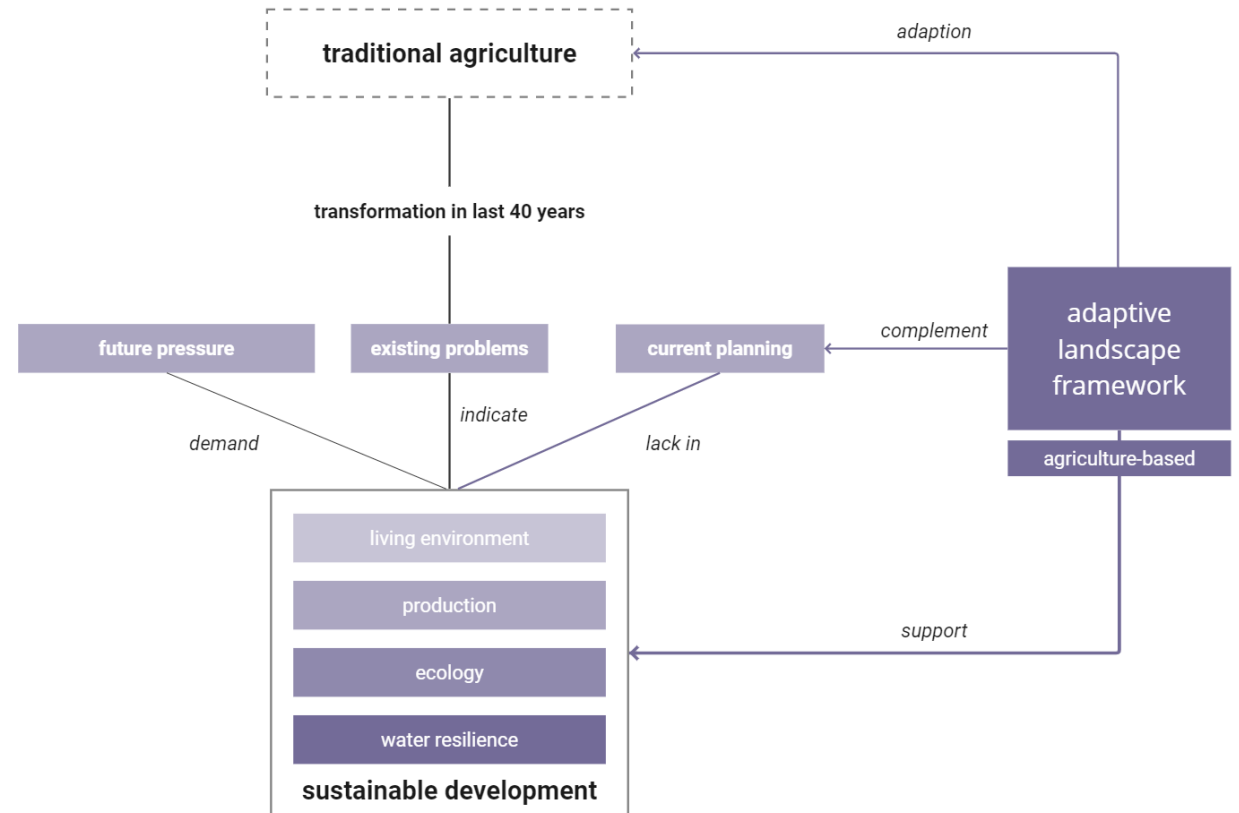 traditional agriculture
adaption
transformation in last 40 years
future pressure
existing problems
current planning
complement
adaptive
landscape
framework
agriculture-based
demand
indicate
lack in
living environment
production
ecology
water resilience
support
sustainable development